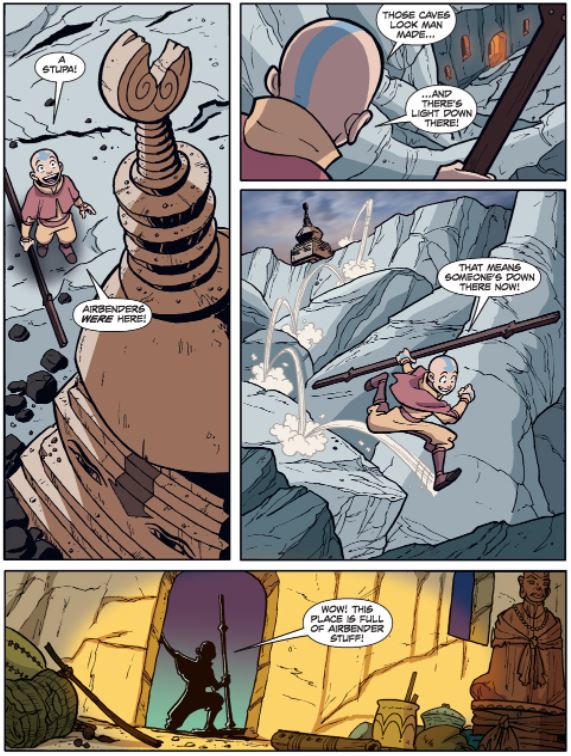 A
STUPA!
AIRBENDERS
WERE HERE!
THOSE CAVES
LOOK MAN
MADE...
...AND
THERE'S
LIGHT DOWN
THERE!
THAT MEANS
SOMEONE'S DOWN
THERE NOW!
WOW! THIS
PLACE IS FULL
OF AIRBENDER
STUFF!